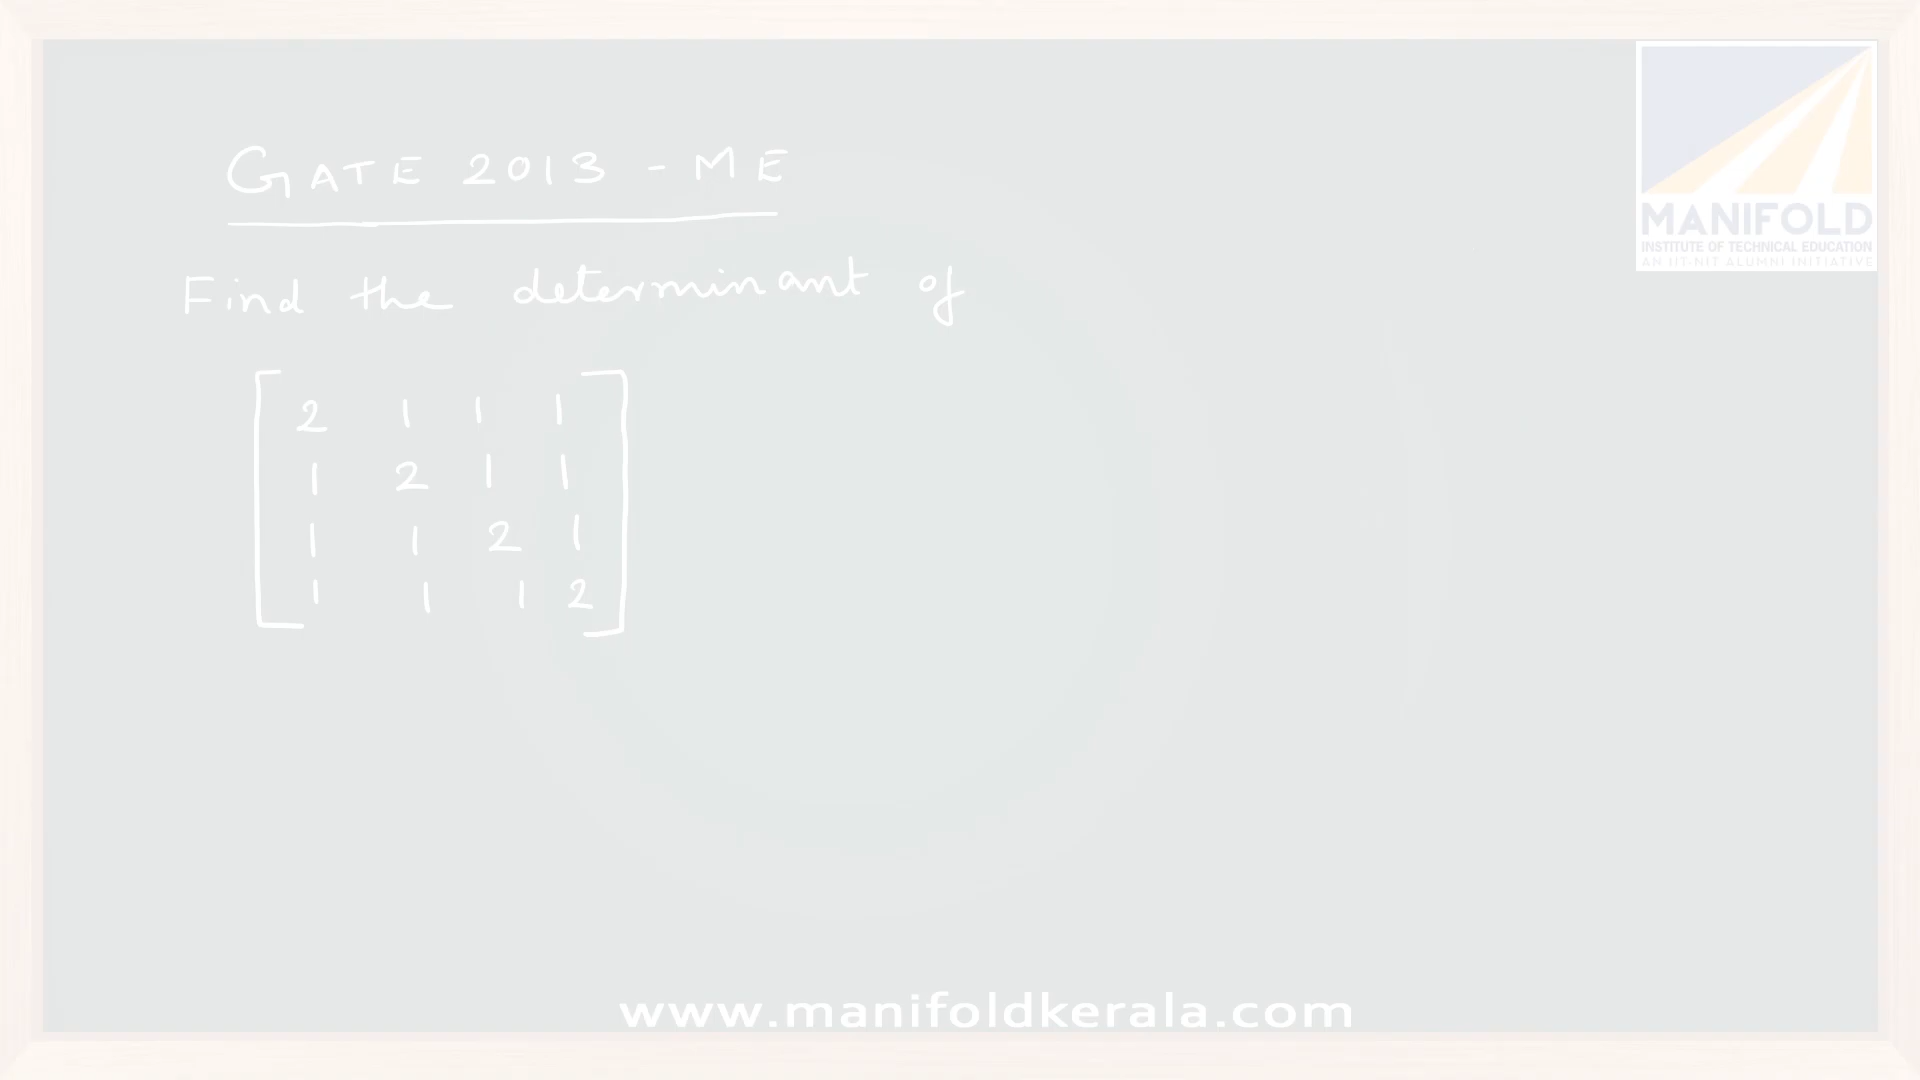 MANIFOLD
INSTITUTE OF TECHNICAL EDUCATION
AN IIT-NIT ALUMNI INITIATIVE
GATE 2013 - ME
Find the determinant of
2 1 1 1
1 2 1 1
1 1 2 1
1 1 1 2
www.manifoldkerala.com